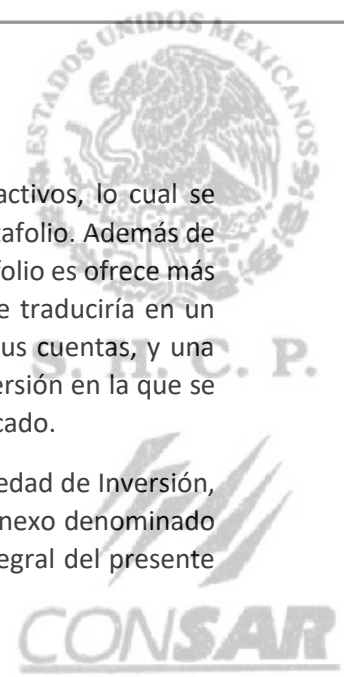 ESTADOS UNIDOS MEXICANOS
activos, lo cual se
tafolio. Además de
folio es ofrece más
e traduciría en un
us cuentas, y una
S. H. C. P.
ersión en la que se
cado.
edad de Inversión,
nexo denominado
egral del presente
CONSAR